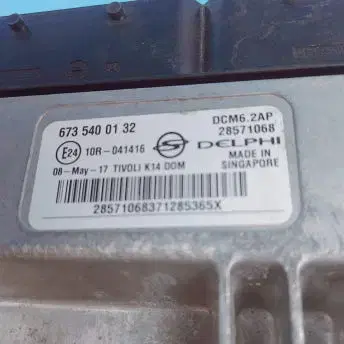 673 540 01 32
DCM6.2AP
28571068
E24 10R-041416
DELPHI
MADE IN
SINGAPORE
08-May-17 TIVOLI K14 DOM
28571068371285365X